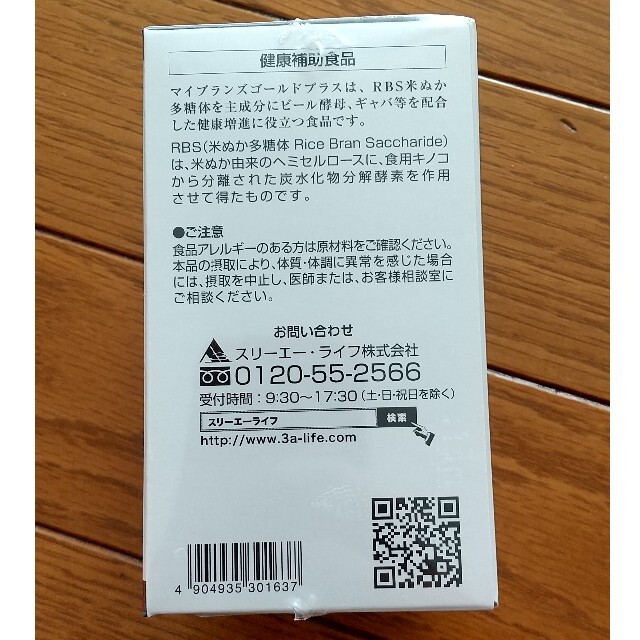 健康補助食品
マイブランズゴールドプラスは、RBS米ぬか
多糖体を主成分にビール酵母、ギャバ等を配合
した健康増進に役立つ食品です。
RBS(米ぬか多糖体 Rice Bran Saccharide)
は、米ぬか由来のヘミセルロースに、食用キノコ
から分離された炭水化物分解酵素を作用
させて得たものです。
●ご注意
食品アレルギーのある方は原材料をご確認ください。
本品の摂取により、体質・体調に異常を感じた場合
には、摂取を中止し、医師または、お客様相談室に
ご相談ください。
お問い合わせ
スリーエー・ライフ株式会社
0120-55-2566
受付時間:9:30〜17:30(土・日・祝日を除く)
スリーエーライフ 検索
http://www.3a-life.com
4 904935 301637